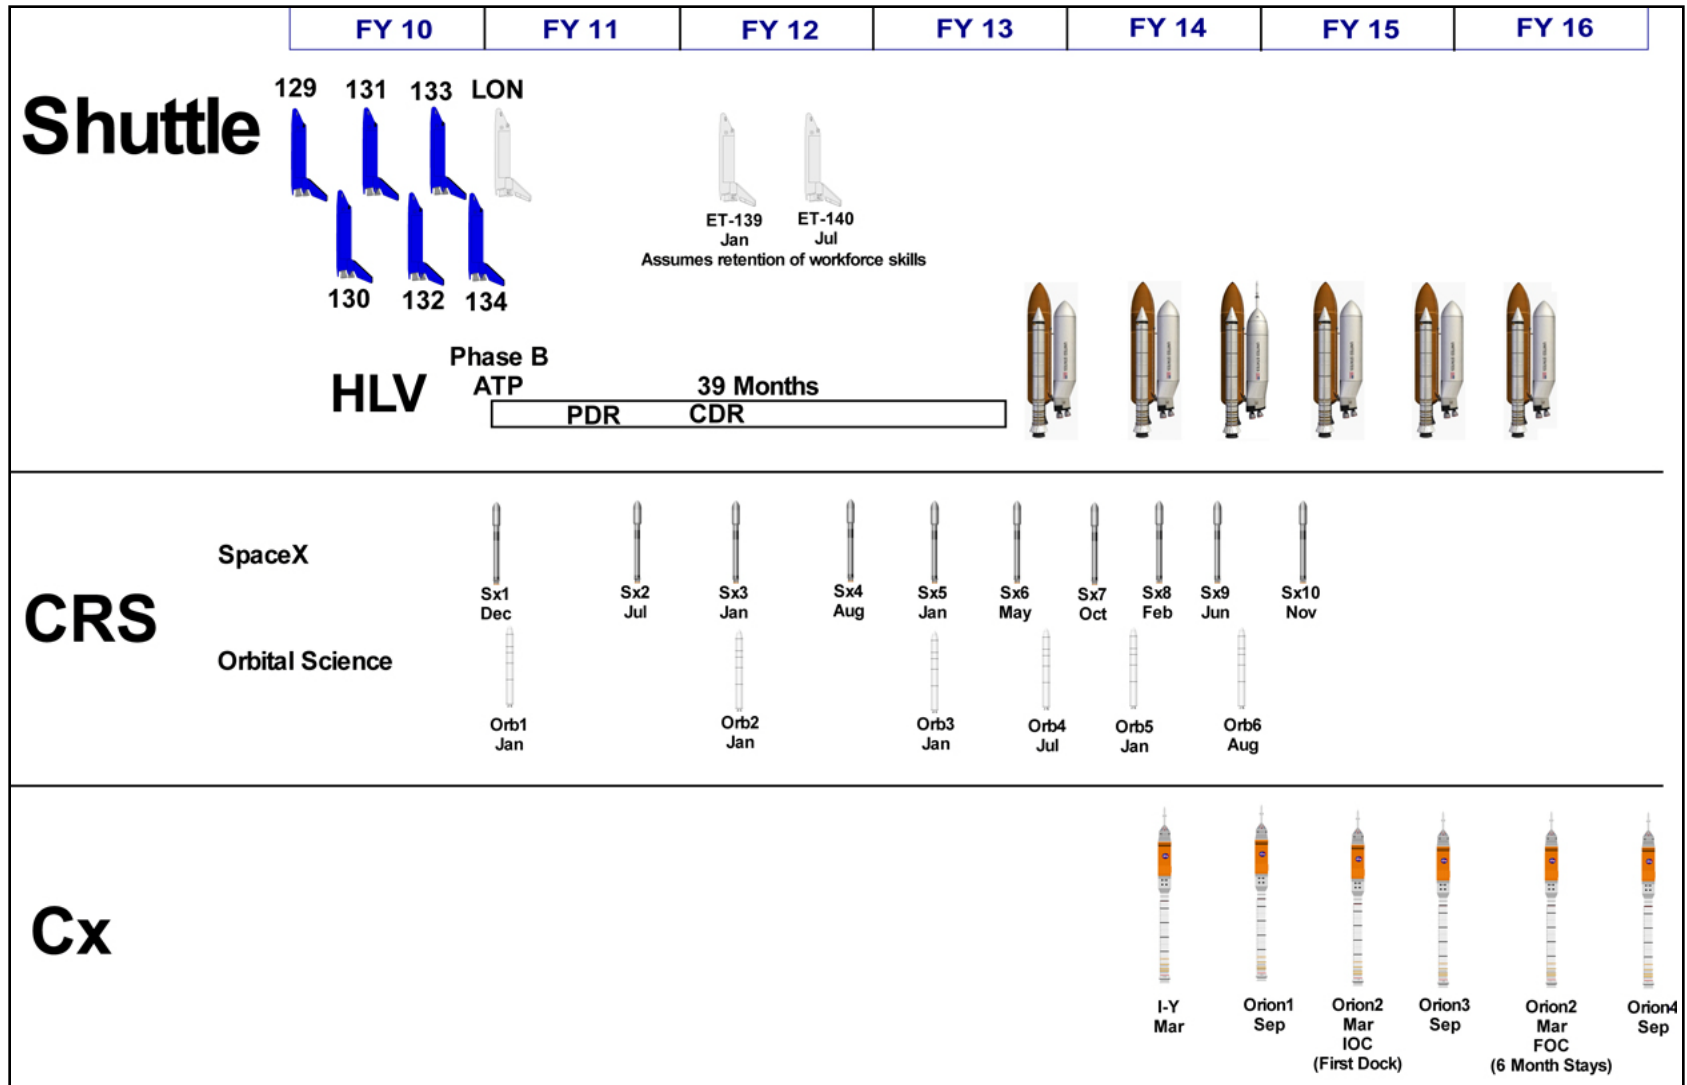 FY 10 FY 11 FY 12 FY 13 FY 14 FY 15 FY 16
Shuttle
129 131 133 LON
130 132 134
ET-139
Jan
ET-140
Jul
Assumes retention of workforce skills
HLV
Phase B
ATP
39 Months
PDR CDR
CRS
SpaceX
Sx1
Dec
Sx2
Jul
Sx3
Jan
Sx4
Aug
Sx5
Jan
Sx6
May
Sx7
Oct
Sx8
Feb
Sx9
Jun
Sx10
Nov
Orbital Science
Orb1
Jan
Orb2
Jan
Orb3
Jan
Orb4
Jul
Orb5
Jan
Orb6
Aug
Cx
I-Y
Mar
Orion1
Sep
Orion2
Mar
IOC
(First Dock)
Orion3
Sep
Orion2
Mar
FOC
(6 Month Stays)
Orion4
Sep